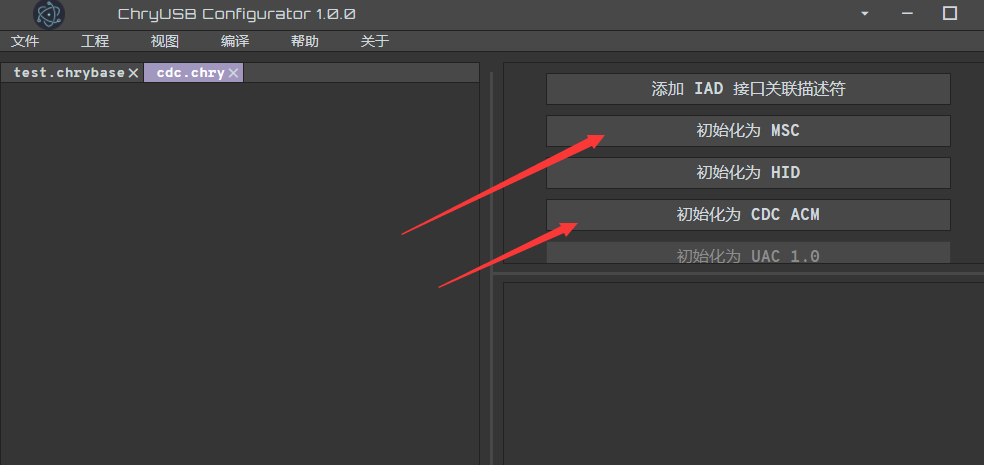 ChryUSB Configurator 1.0.0
文件 工程 视图 编译 帮助 关于
test.chrybase× cdc.chry×
添加 IAD 接口关联描述符
初始化为 MSC
初始化为 HID
初始化为 CDC ACM
初始化为 UAC 1.0